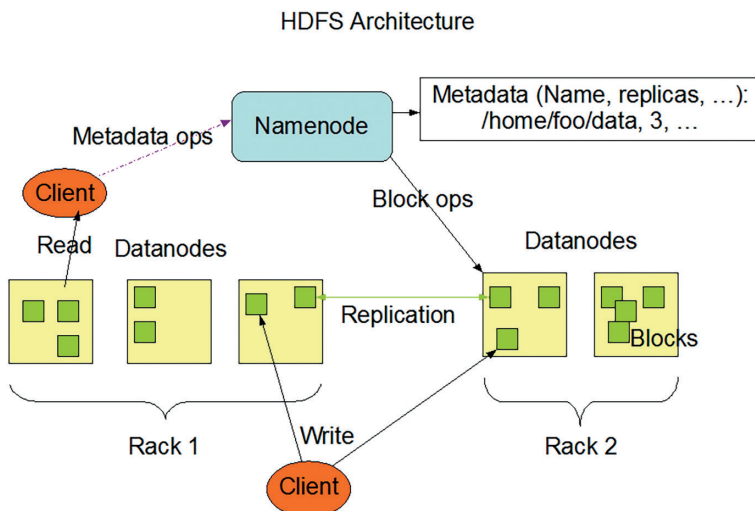 HDFS Architecture
Metadata (Name, replicas, …):
/home/foo/data, 3, …
Namenode
Metadata ops
Client
Block ops
Read
Datanodes
Datanodes
Replication
Blocks
Rack 1
Write
Rack 2
Client